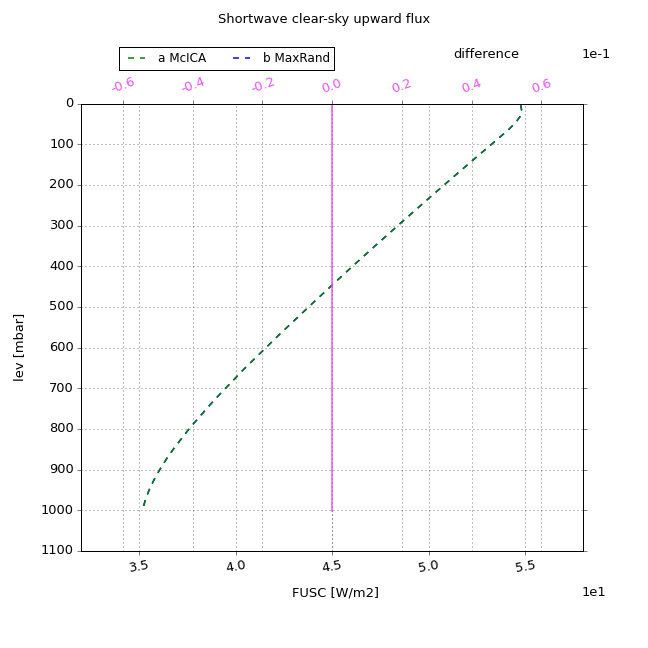 Shortwave clear-sky upward flux
a McICA b MaxRand
difference 1e-1
-0.6 -0.4 -0.2 0.0 0.2 0.4 0.6
0
100
200
300
400
500
600
700
800
900
1000
1100
lev [mbar]
3.5 4.0 4.5 5.0 5.5
FUSC [W/m2] 1e1